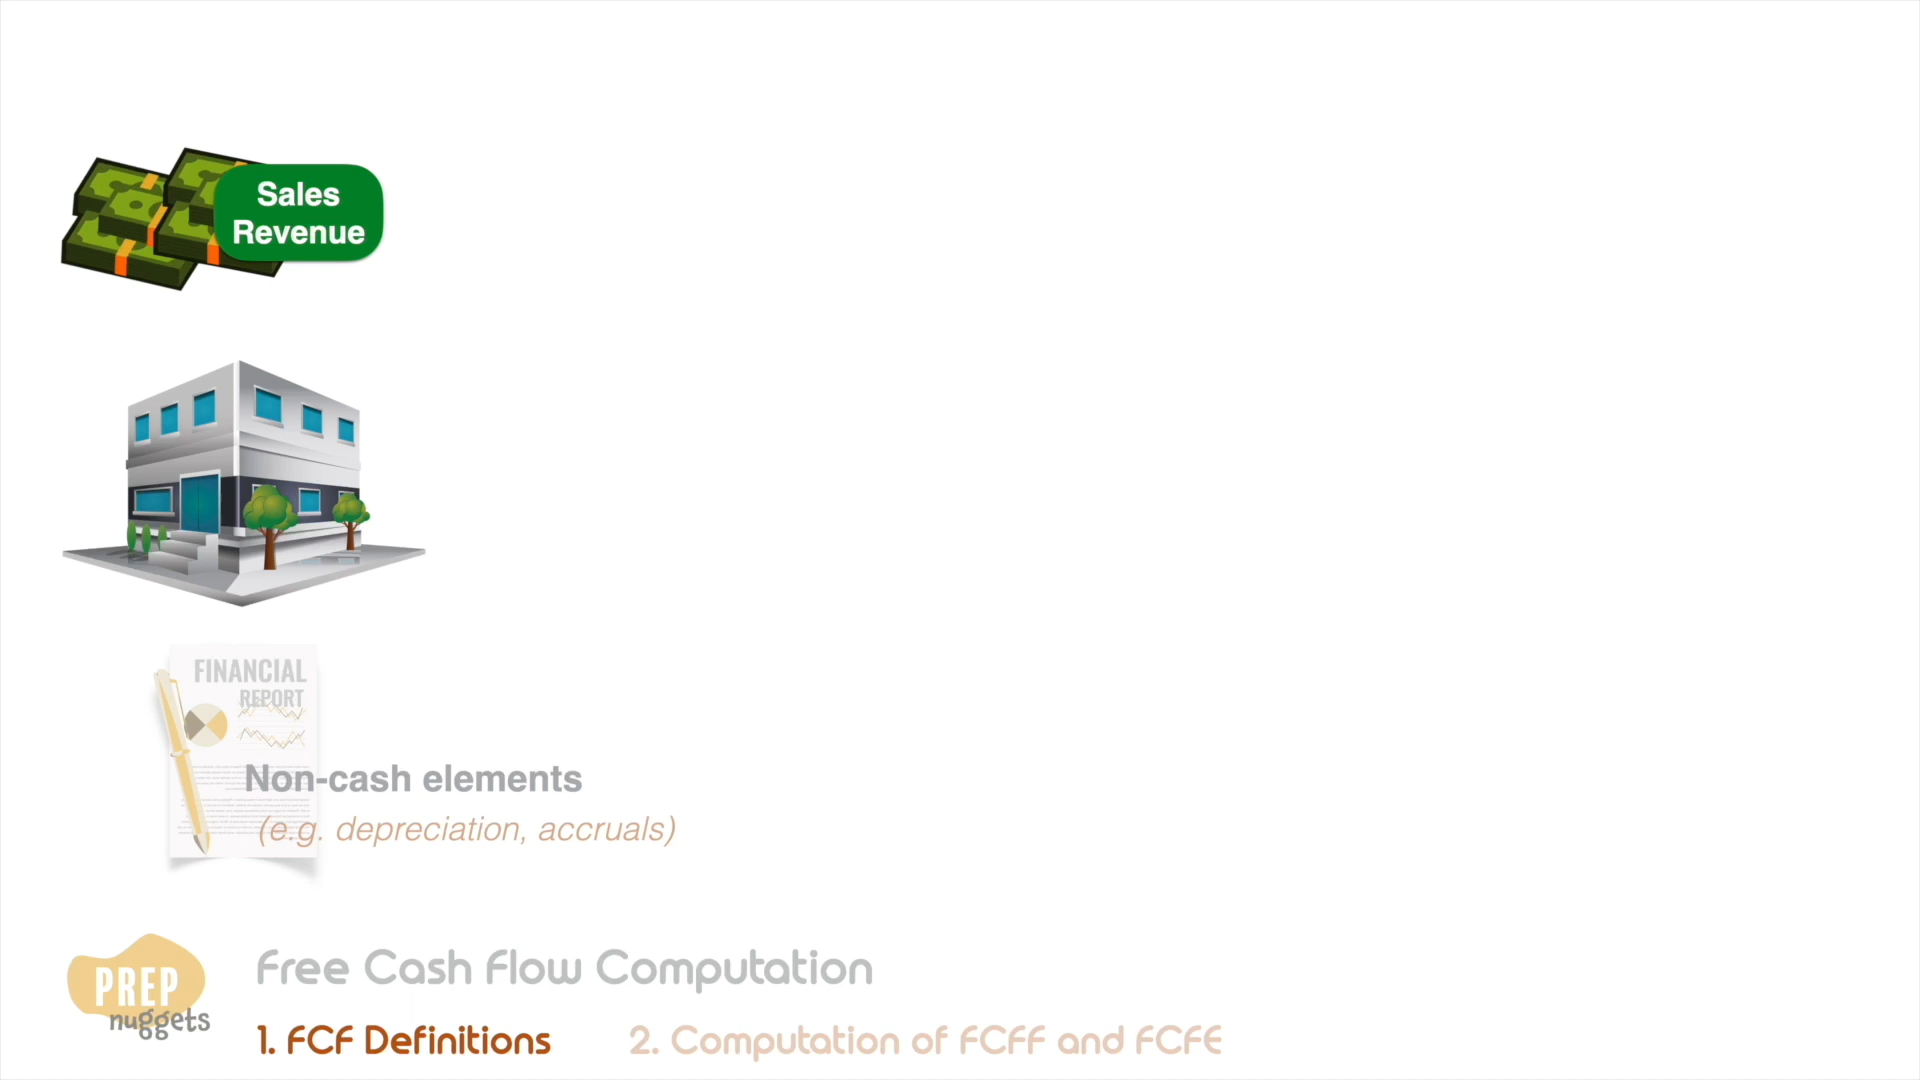 Sales
Revenue
FINANCIAL
REPORT
Non-cash elements
(e.g. depreciation, accruals)
PREP
nuggets
Free Cash Flow Computation
1. FCF Definitions
2. Computation of FCFF and FCFE